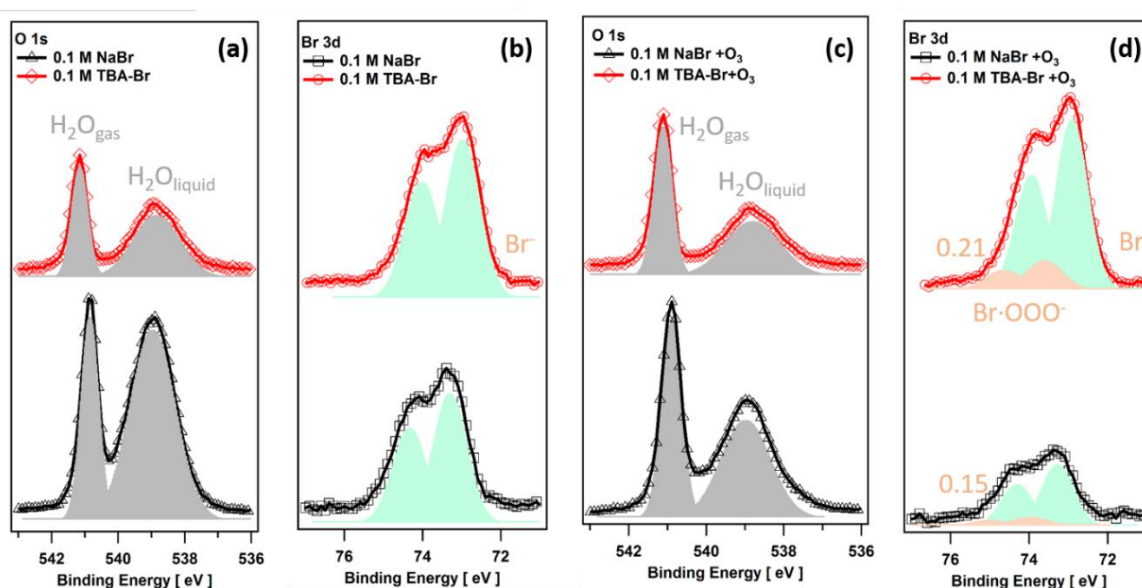 O 1s
0.1 M NaBr
0.1 M TBA-Br
(a)
H₂Ogas
H₂Oliquid
542 540 538 536
Binding Energy [ eV ]
Br 3d
0.1 M NaBr
0.1 M TBA-Br
(b)
Br⁻
76 74 72
Binding Energy [ eV ]
O 1s
0.1 M NaBr +O₃
0.1 M TBA-Br+O₃
(c)
H₂Ogas
H₂Oliquid
542 540 538 536
Binding Energy [ eV ]
Br 3d
0.1 M NaBr +O₃
0.1 M TBA-Br +O₃
(d)
0.21
Br
Br·OOO⁻
0.15
76 74 72
Binding Energy [ eV ]